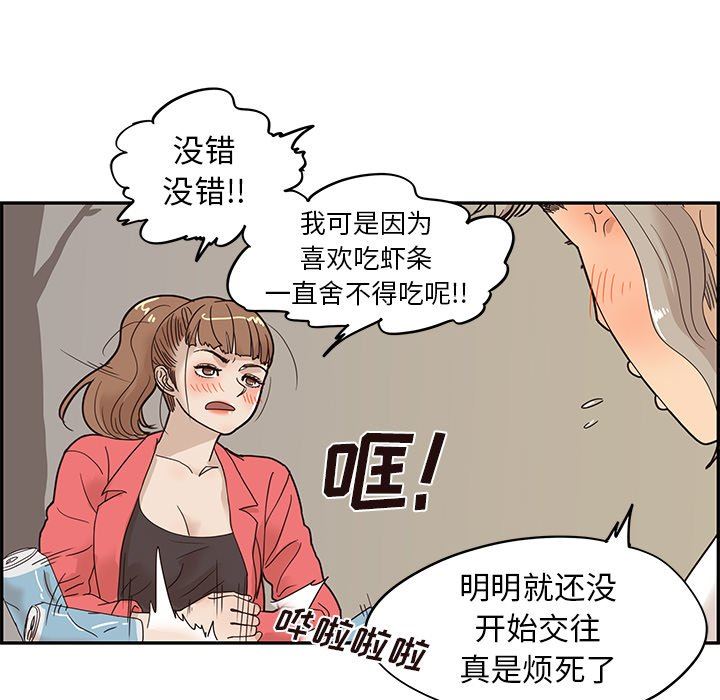 没错
没错!!
我可是因为
喜欢吃虾条
一直舍不得吃呢!!
哐!
哗啦啦啦
明明就还没
开始交往
真是烦死了